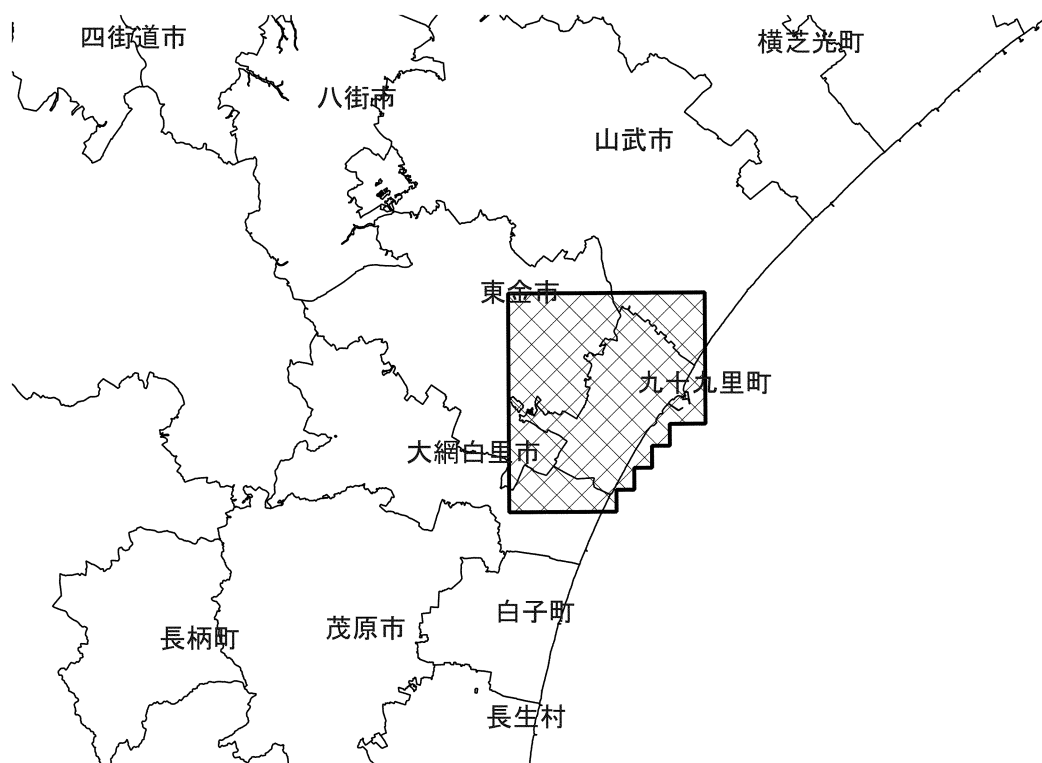 四街道市
横芝光町
八街市
山武市
東金市
九十九里町
大網白里市
白子町
茂原市
長柄町
長生村